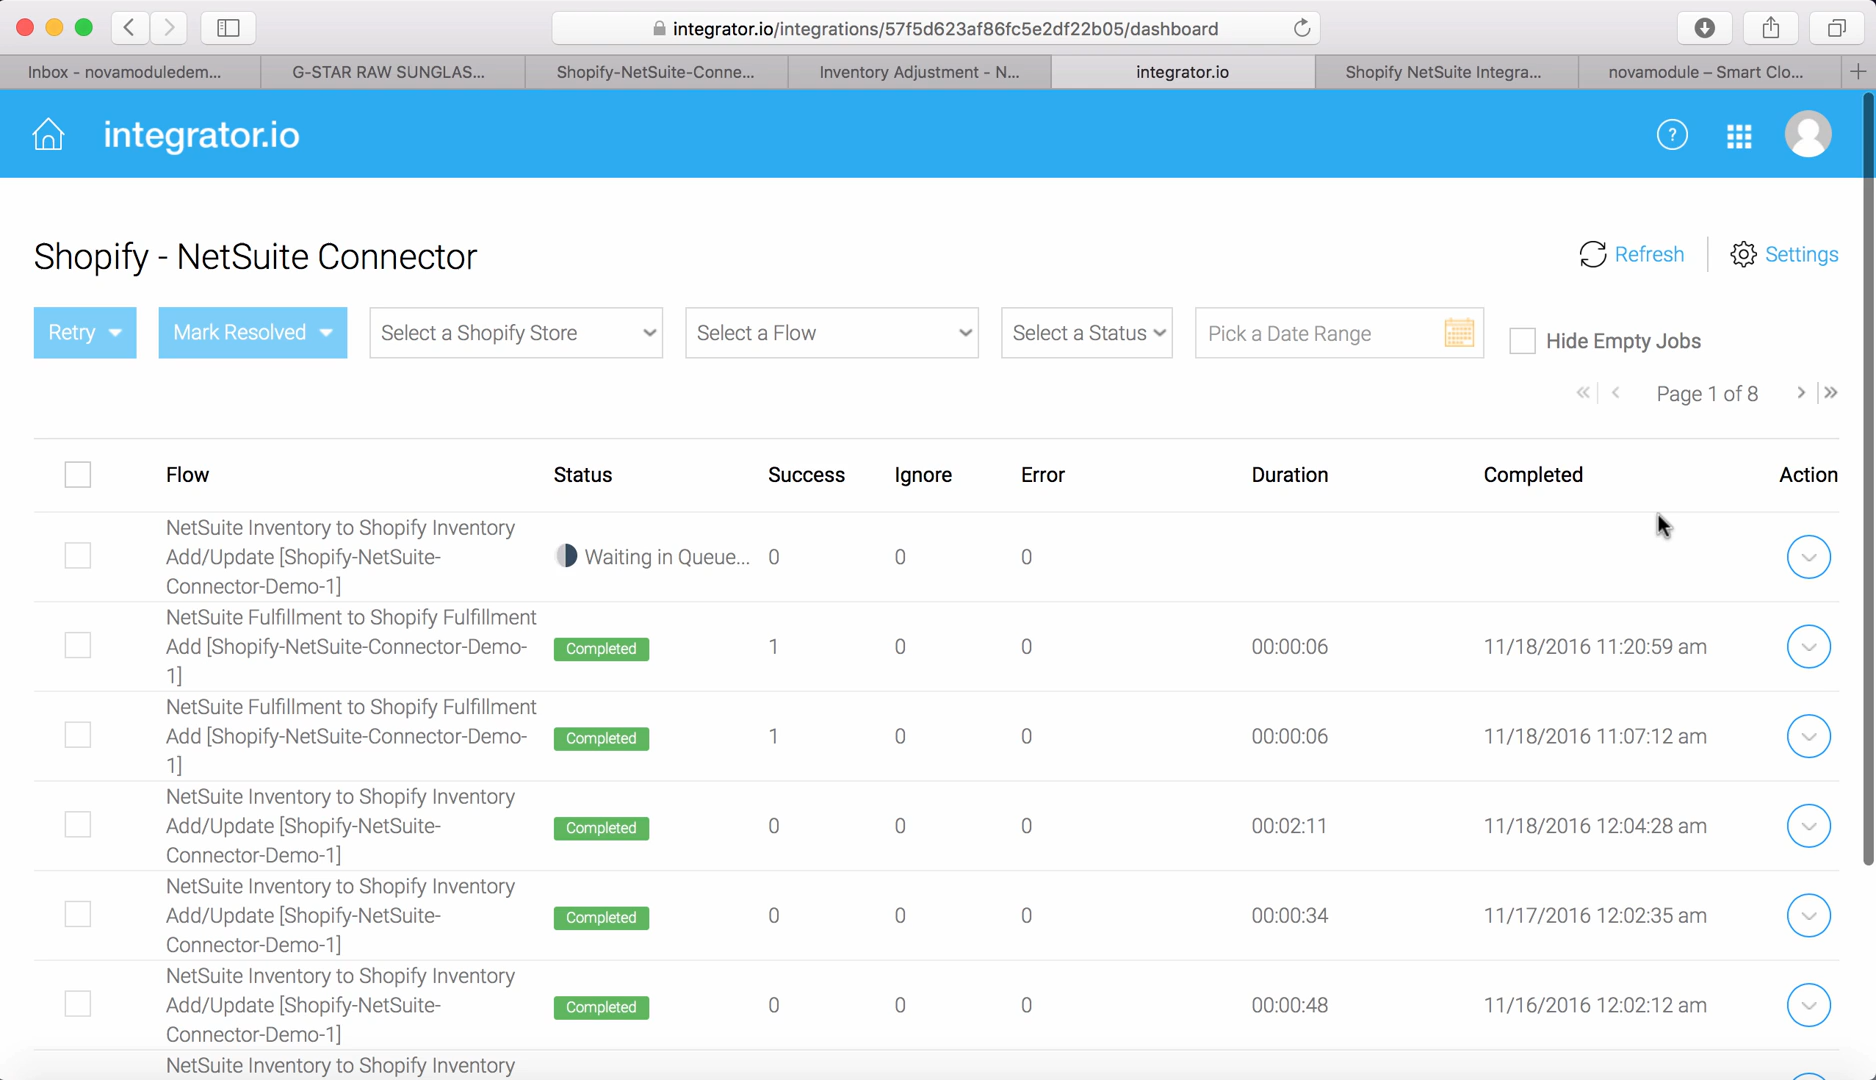 integrator.io/integrations/57f5d623af86fc5e2df22b05/dashboard
Inbox - novamoduledem...
G-STAR RAW SUNGLAS...
Shopify-NetSuite-Conne...
Inventory Adjustment - N...
integrator.io
Shopify NetSuite Integra...
novamodule – Smart Clo...
integrator.io
?
Shopify - NetSuite Connector
Refresh
Settings
Retry
Mark Resolved
Select a Shopify Store
Select a Flow
Select a Status
Pick a Date Range
Hide Empty Jobs
Page 1 of 8
Flow Status Success Ignore Error Duration Completed Action
NetSuite Inventory to Shopify Inventory
Add/Update [Shopify-NetSuite- Waiting in Queue... 0 0 0
Connector-Demo-1]
NetSuite Fulfillment to Shopify Fulfillment
Add [Shopify-NetSuite-Connector-Demo- Completed 1 0 0 00:00:06 11/18/2016 11:20:59 am
1]
NetSuite Fulfillment to Shopify Fulfillment
Add [Shopify-NetSuite-Connector-Demo- Completed 1 0 0 00:00:06 11/18/2016 11:07:12 am
1]
NetSuite Inventory to Shopify Inventory
Add/Update [Shopify-NetSuite- Completed 0 0 0 00:02:11 11/18/2016 12:04:28 am
Connector-Demo-1]
NetSuite Inventory to Shopify Inventory
Add/Update [Shopify-NetSuite- Completed 0 0 0 00:00:34 11/17/2016 12:02:35 am
Connector-Demo-1]
NetSuite Inventory to Shopify Inventory
Add/Update [Shopify-NetSuite- Completed 0 0 0 00:00:48 11/16/2016 12:02:12 am
Connector-Demo-1]
NetSuite Inventory to Shopify Inventory